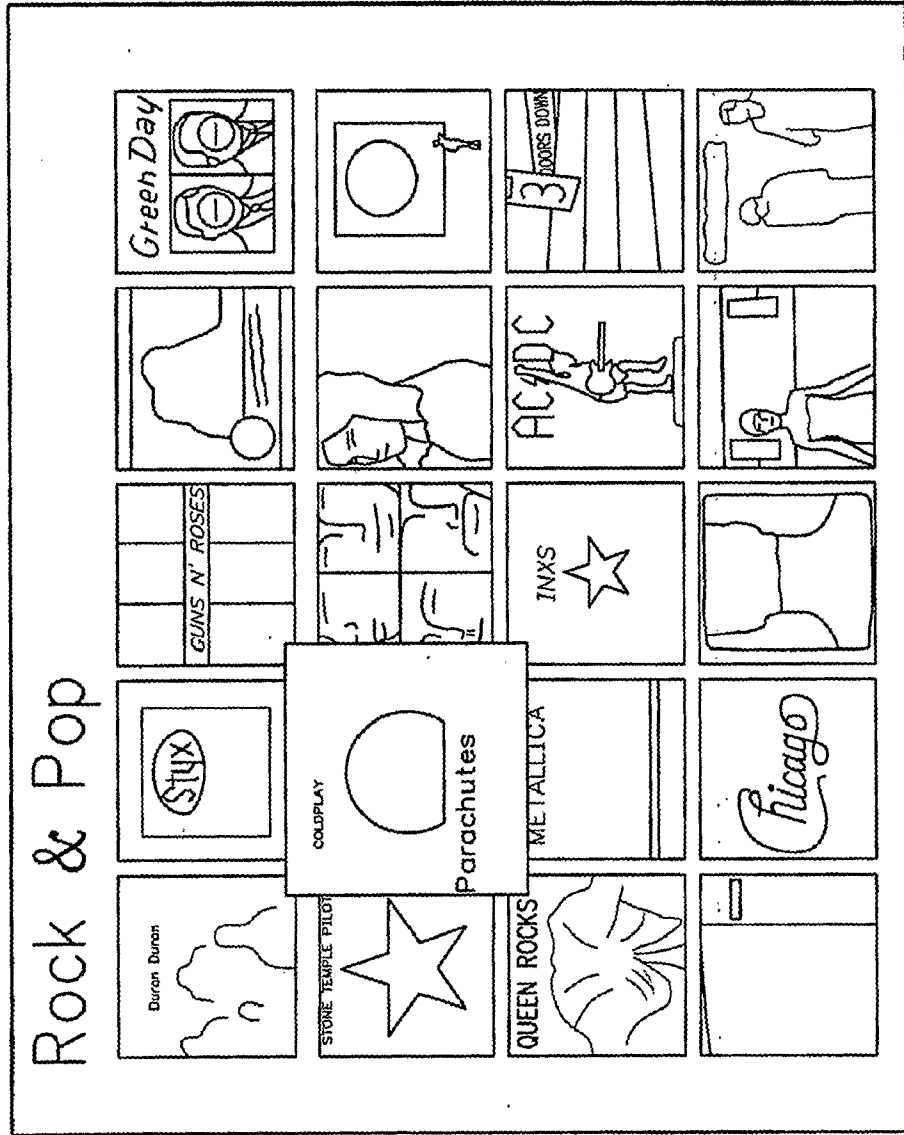 Rock & Pop
Duran Duran
Styx
GUNS N' ROSES
Green Day
STONE TEMPLE PILOT
COLDPLAY
Parachutes
QUEEN ROCKS
METALLICA
INXS
AC DC
3
DOORS DOWN
Chicago